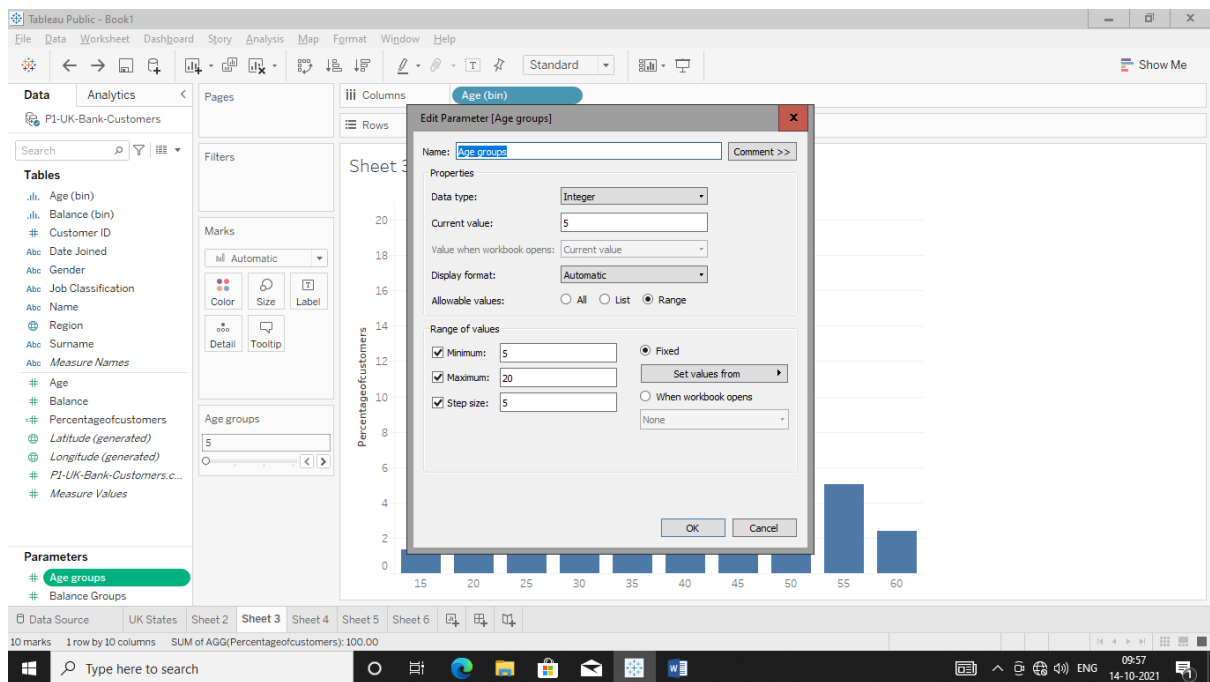 Tableau Public - Book1
File Data Worksheet Dashboard Story Analysis Map Format Window Help
Standard
Show Me
Data Analytics
P1-UK-Bank-Customers
Search
Tables
Age (bin)
Balance (bin)
# Customer ID
Abc Date Joined
Abc Gender
Abc Job Classification
Abc Name
Region
Abc Surname
Abc Measure Names
# Age
# Balance
=# Percentageofcustomers
Latitude (generated)
Longitude (generated)
# P1-UK-Bank-Customers.c...
# Measure Values
Parameters
# Age groups
# Balance Groups
Pages
Filters
Marks
Automatic
Color Size Label
Detail Tooltip
Age groups
5
Columns
Age (bin)
Rows
Sheet 3
Percentageofcustomers
20
18
16
14
12
10
8
6
4
2
0
15 20 25 30 35 40 45 50 55 60
Edit Parameter [Age groups]
X
Name: Age groups
Comment >>
Properties
Data type: Integer
Current value: 5
Value when workbook opens: Current value
Display format: Automatic
Allowable values: All List Range
Range of values
Minimum: 5
Maximum: 20
Step size: 5
Fixed
Set values from
When workbook opens
None
OK Cancel
Data Source UK States Sheet 2 Sheet 3 Sheet 4 Sheet 5 Sheet 6
10 marks 1 row by 10 columns SUM of AGG(Percentageofcustomers): 100.00
Type here to search
ENG
09:57
14-10-2021
1